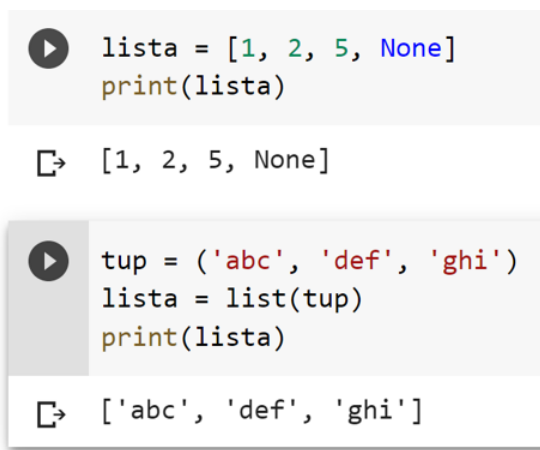 lista = [1, 2, 5, None]
print(lista)
[1, 2, 5, None]
tup = ('abc', 'def', 'ghi')
lista = list(tup)
print(lista)
['abc', 'def', 'ghi']